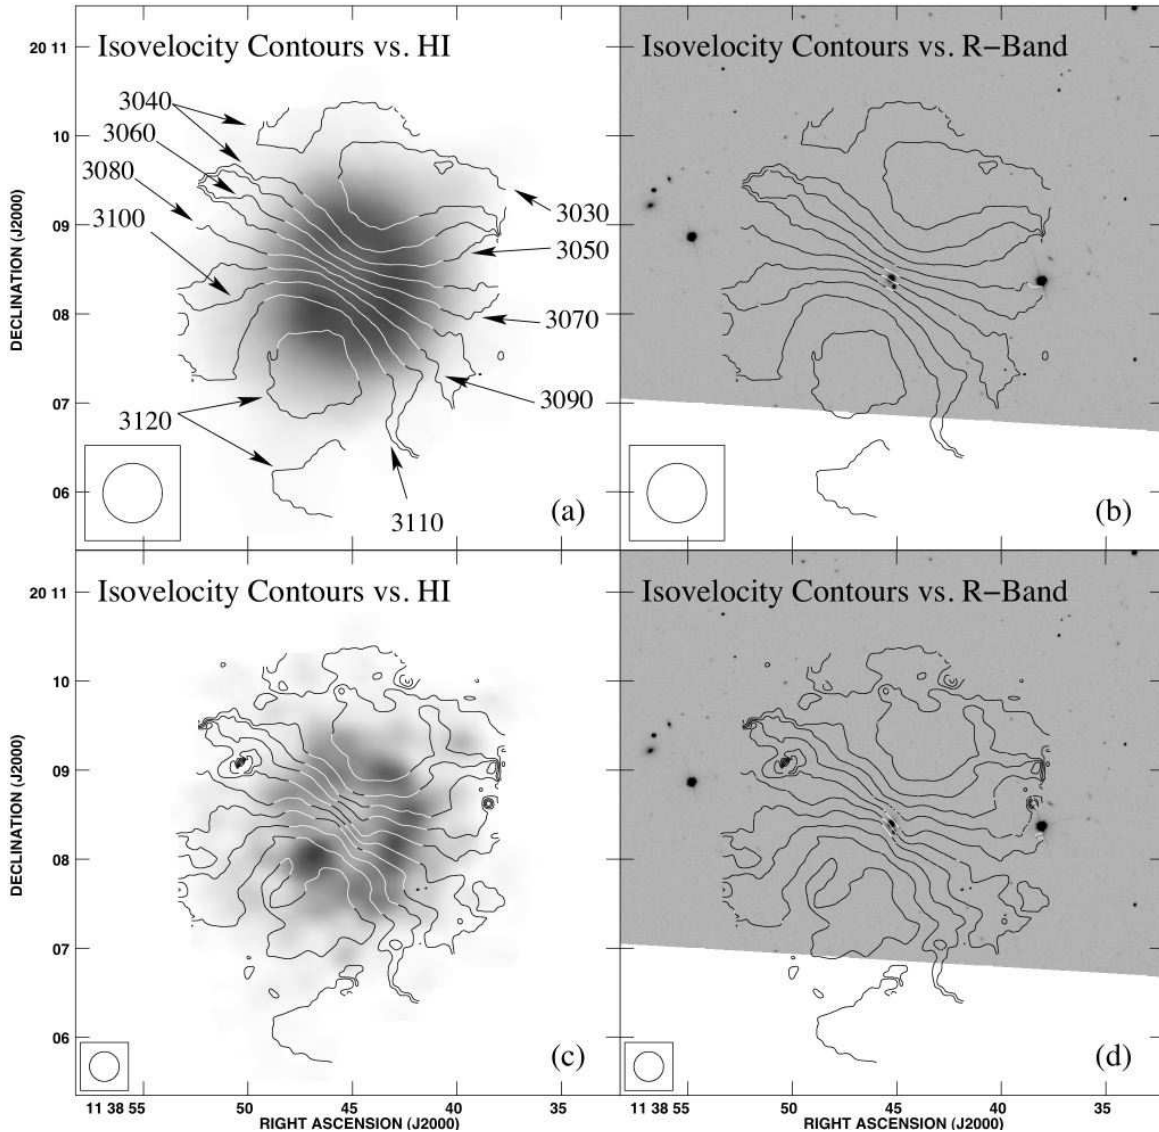 Isovelocity Contours vs. HI
Isovelocity Contours vs. R−Band
20 11
10
09
08
07
06
DECLINATION (J2000)
3040
3060
3080
3100
3120
3030
3050
3070
3090
3110
(a)
(b)
Isovelocity Contours vs. HI
Isovelocity Contours vs. R−Band
20 11
10
09
08
07
06
DECLINATION (J2000)
(c)
(d)
11 38 55
50
45
40
35
RIGHT ASCENSION (J2000)
11 38 55
50
45
40
35
RIGHT ASCENSION (J2000)